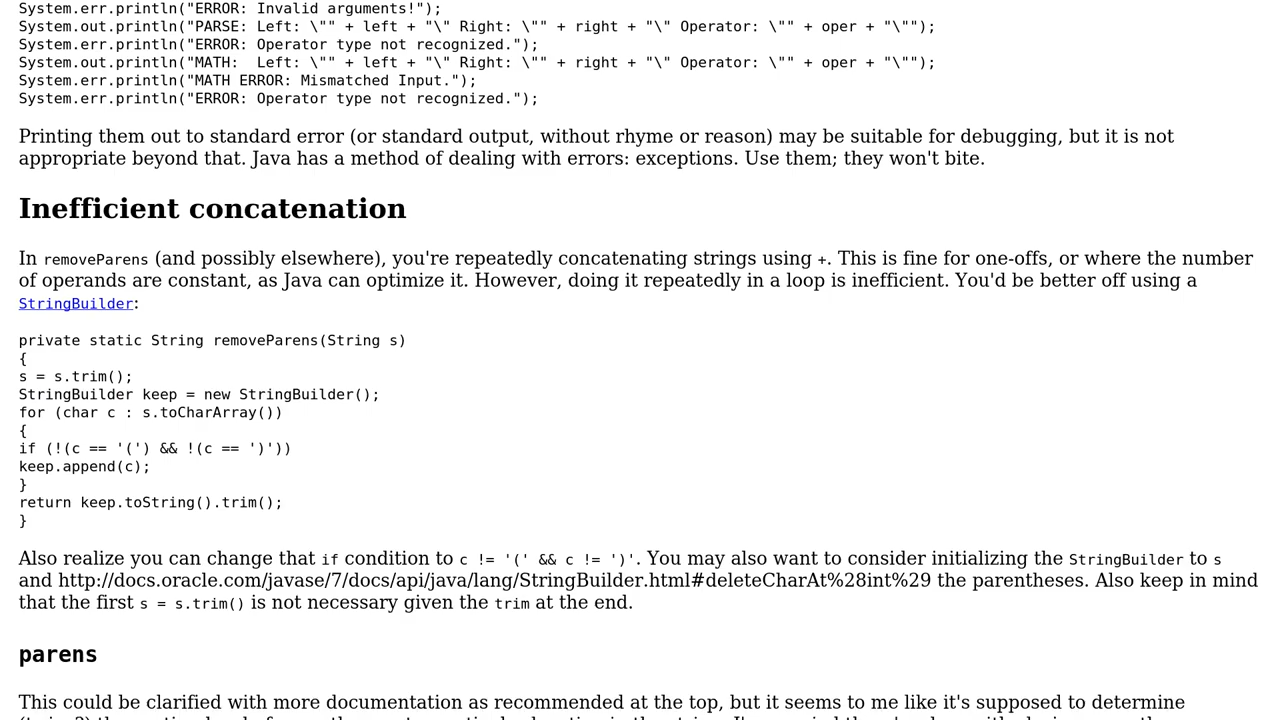 System.err.println("ERROR: Invalid arguments!");
System.out.println("PARSE: Left: \"" + left + "\" Right: \"" + right + "\" Operator: \"" + oper + "\"");
System.err.println("ERROR: Operator type not recognized.");
System.out.println("MATH:  Left: \"" + left + "\" Right: \"" + right + "\" Operator: \"" + oper + "\"");
System.err.println("MATH ERROR: Mismatched Input.");
System.err.println("ERROR: Operator type not recognized.");
Printing them out to standard error (or standard output, without rhyme or reason) may be suitable for debugging, but it is not
appropriate beyond that. Java has a method of dealing with errors: exceptions. Use them; they won't bite.
Inefficient concatenation
In removeParens (and possibly elsewhere), you're repeatedly concatenating strings using +. This is fine for one-offs, or where the number
of operands are constant, as Java can optimize it. However, doing it repeatedly in a loop is inefficient. You'd be better off using a
StringBuilder:
private static String removeParens(String s)
{
s = s.trim();
StringBuilder keep = new StringBuilder();
for (char c : s.toCharArray())
{
if (!(c == '(') && !(c == ')'))
keep.append(c);
}
return keep.toString().trim();
}
Also realize you can change that if condition to c != '(' && c != ')'. You may also want to consider initializing the StringBuilder to s
and http://docs.oracle.com/javase/7/docs/api/java/lang/StringBuilder.html#deleteCharAt%28int%29 the parentheses. Also keep in mind
that the first s = s.trim() is not necessary given the trim at the end.
parens
This could be clarified with more documentation as recommended at the top, but it seems to me like it's supposed to determine